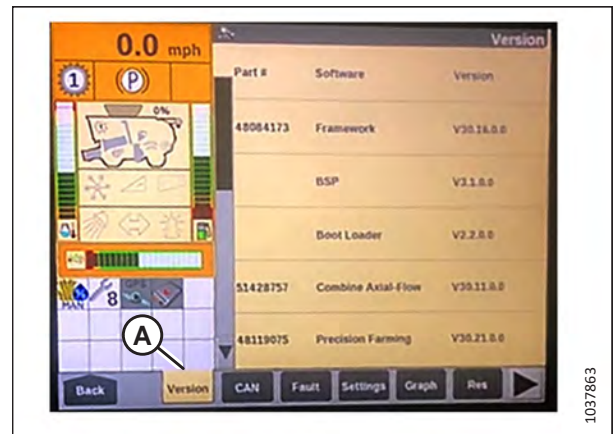 0.0 mph
Version
1
P
Part # Software Version
0%
48084173 Framework V30.16.0.0
BSP V3.1.0.0
Boot Loader V2.2.0.0
51428757 Combine Axial-Flow V30.11.0.0
MAN
8
GPS
A
48119075 Precision Farming V30.21.0.0
Back Version CAN Fault Settings Graph Res
1037863